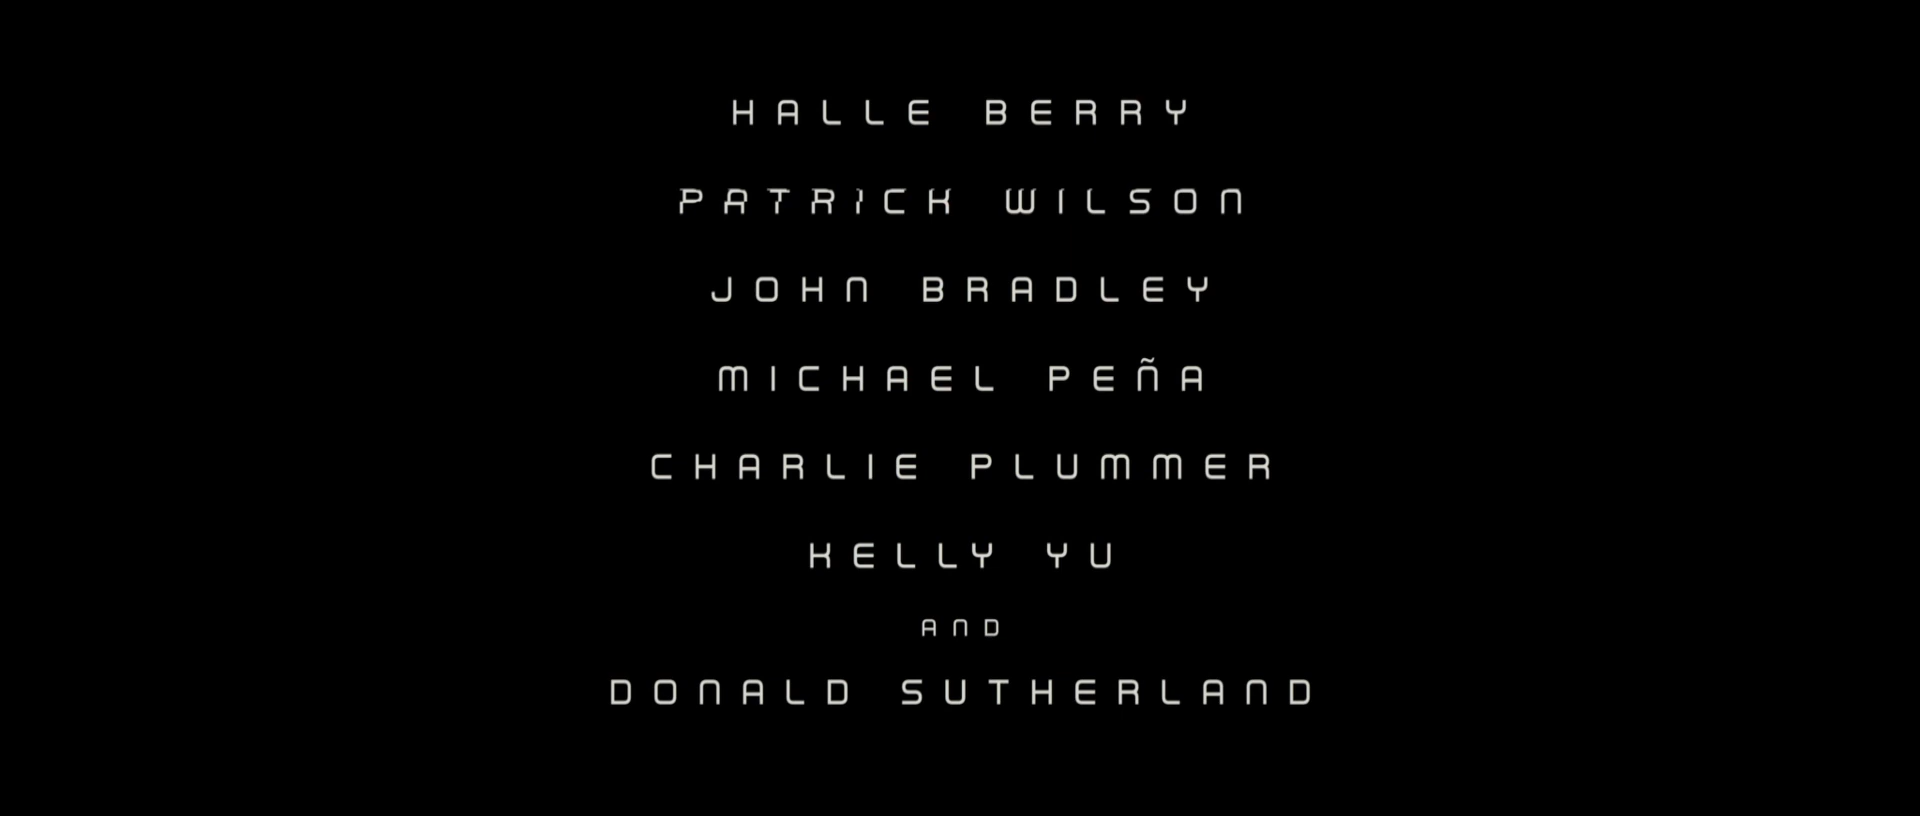 HALLE BERRY
PATRICK WILSON
JOHN BRADLEY
MICHAEL PEÑA
CHARLIE PLUMMER
KELLY YU
AND
DONALD SUTHERLAND